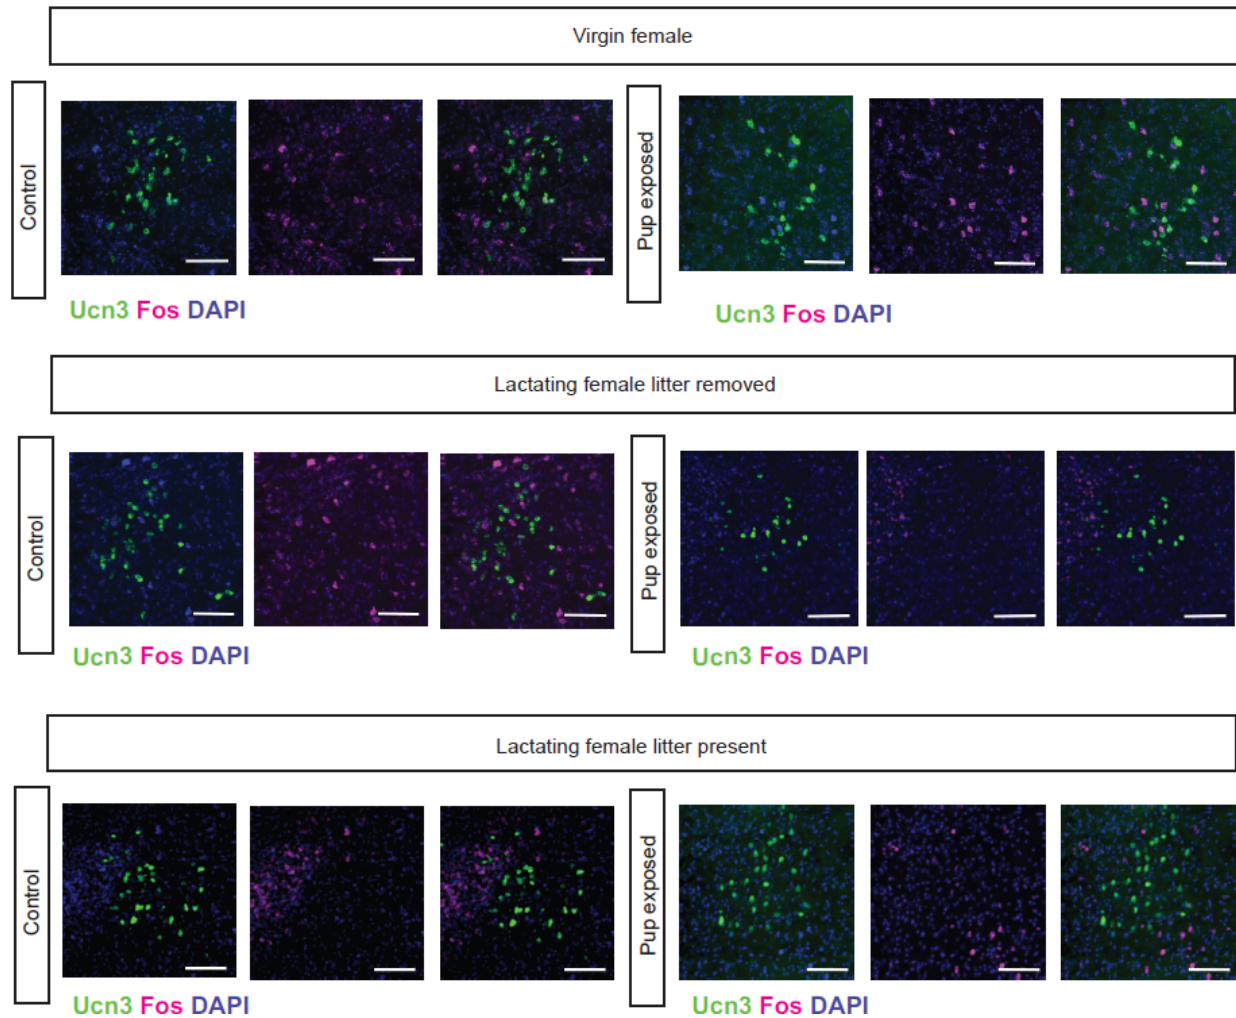 Virgin female
Control
Pup exposed
Ucn3 Fos DAPI
Ucn3 Fos DAPI
Lactating female litter removed
Control
Pup exposed
Ucn3 Fos DAPI
Ucn3 Fos DAPI
Lactating female litter present
Control
Pup exposed
Ucn3 Fos DAPI
Ucn3 Fos DAPI